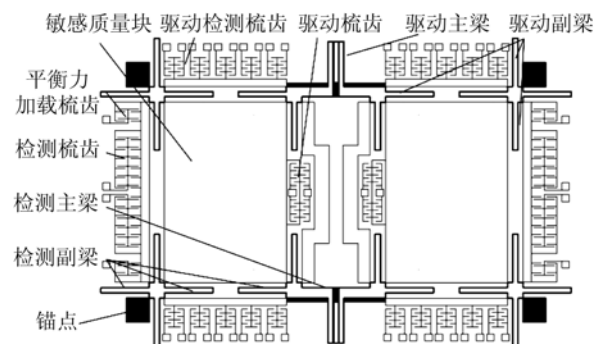 敏感质量块 驱动检测梳齿 驱动梳齿 驱动主梁 驱动副梁
平衡力
加载梳齿
检测梳齿
检测主梁
检测副梁
锚点